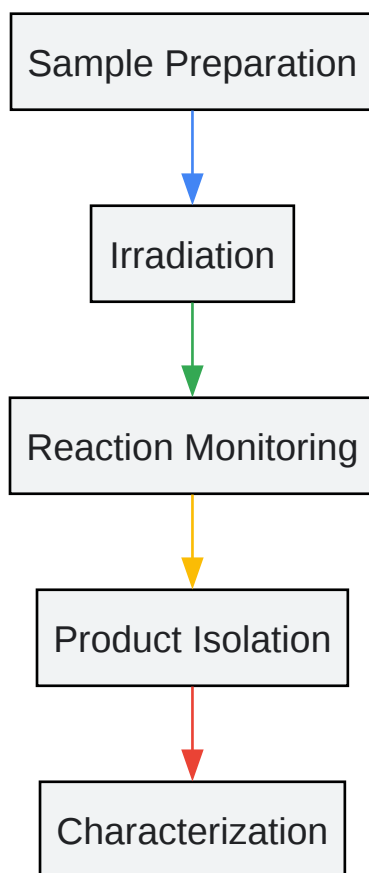 Sample Preparation
Irradiation
Reaction Monitoring
Product Isolation
Characterization